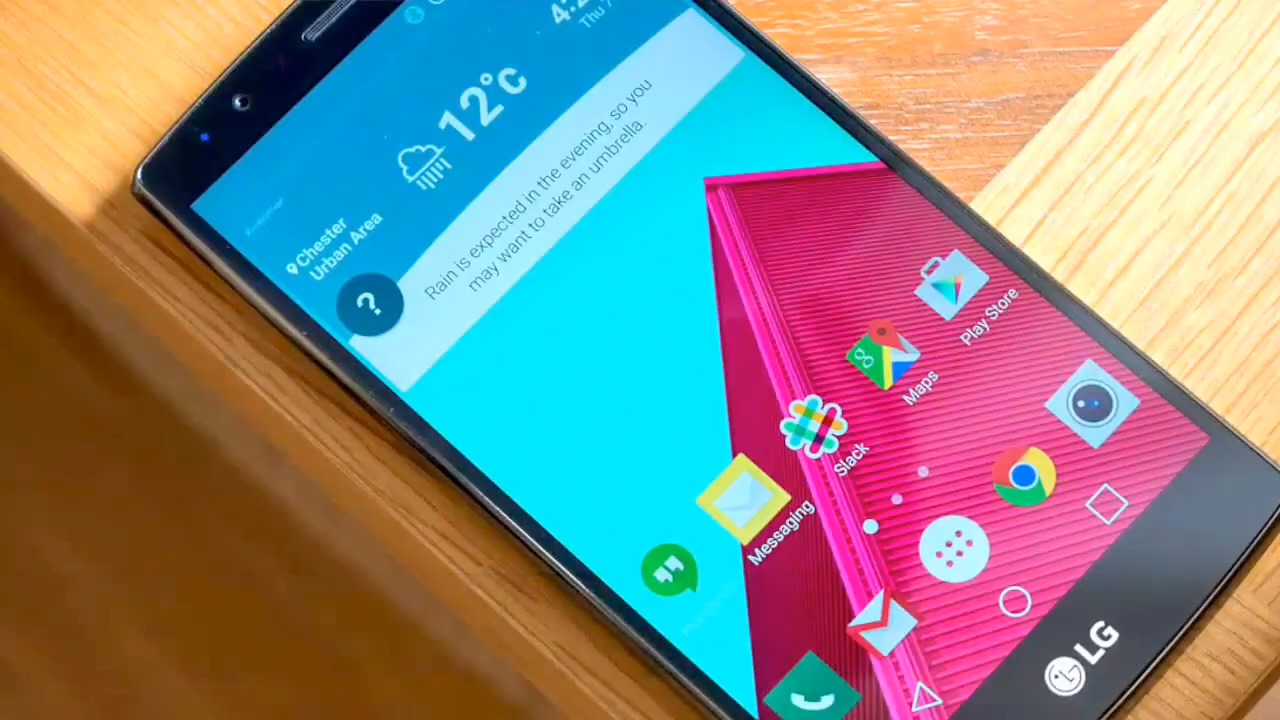 Thu
12°c
Chester
Urban Area
?
Rain is expected in the evening, so you
may want to take an umbrella.
Play Store
Maps
Slack
Messaging
LG